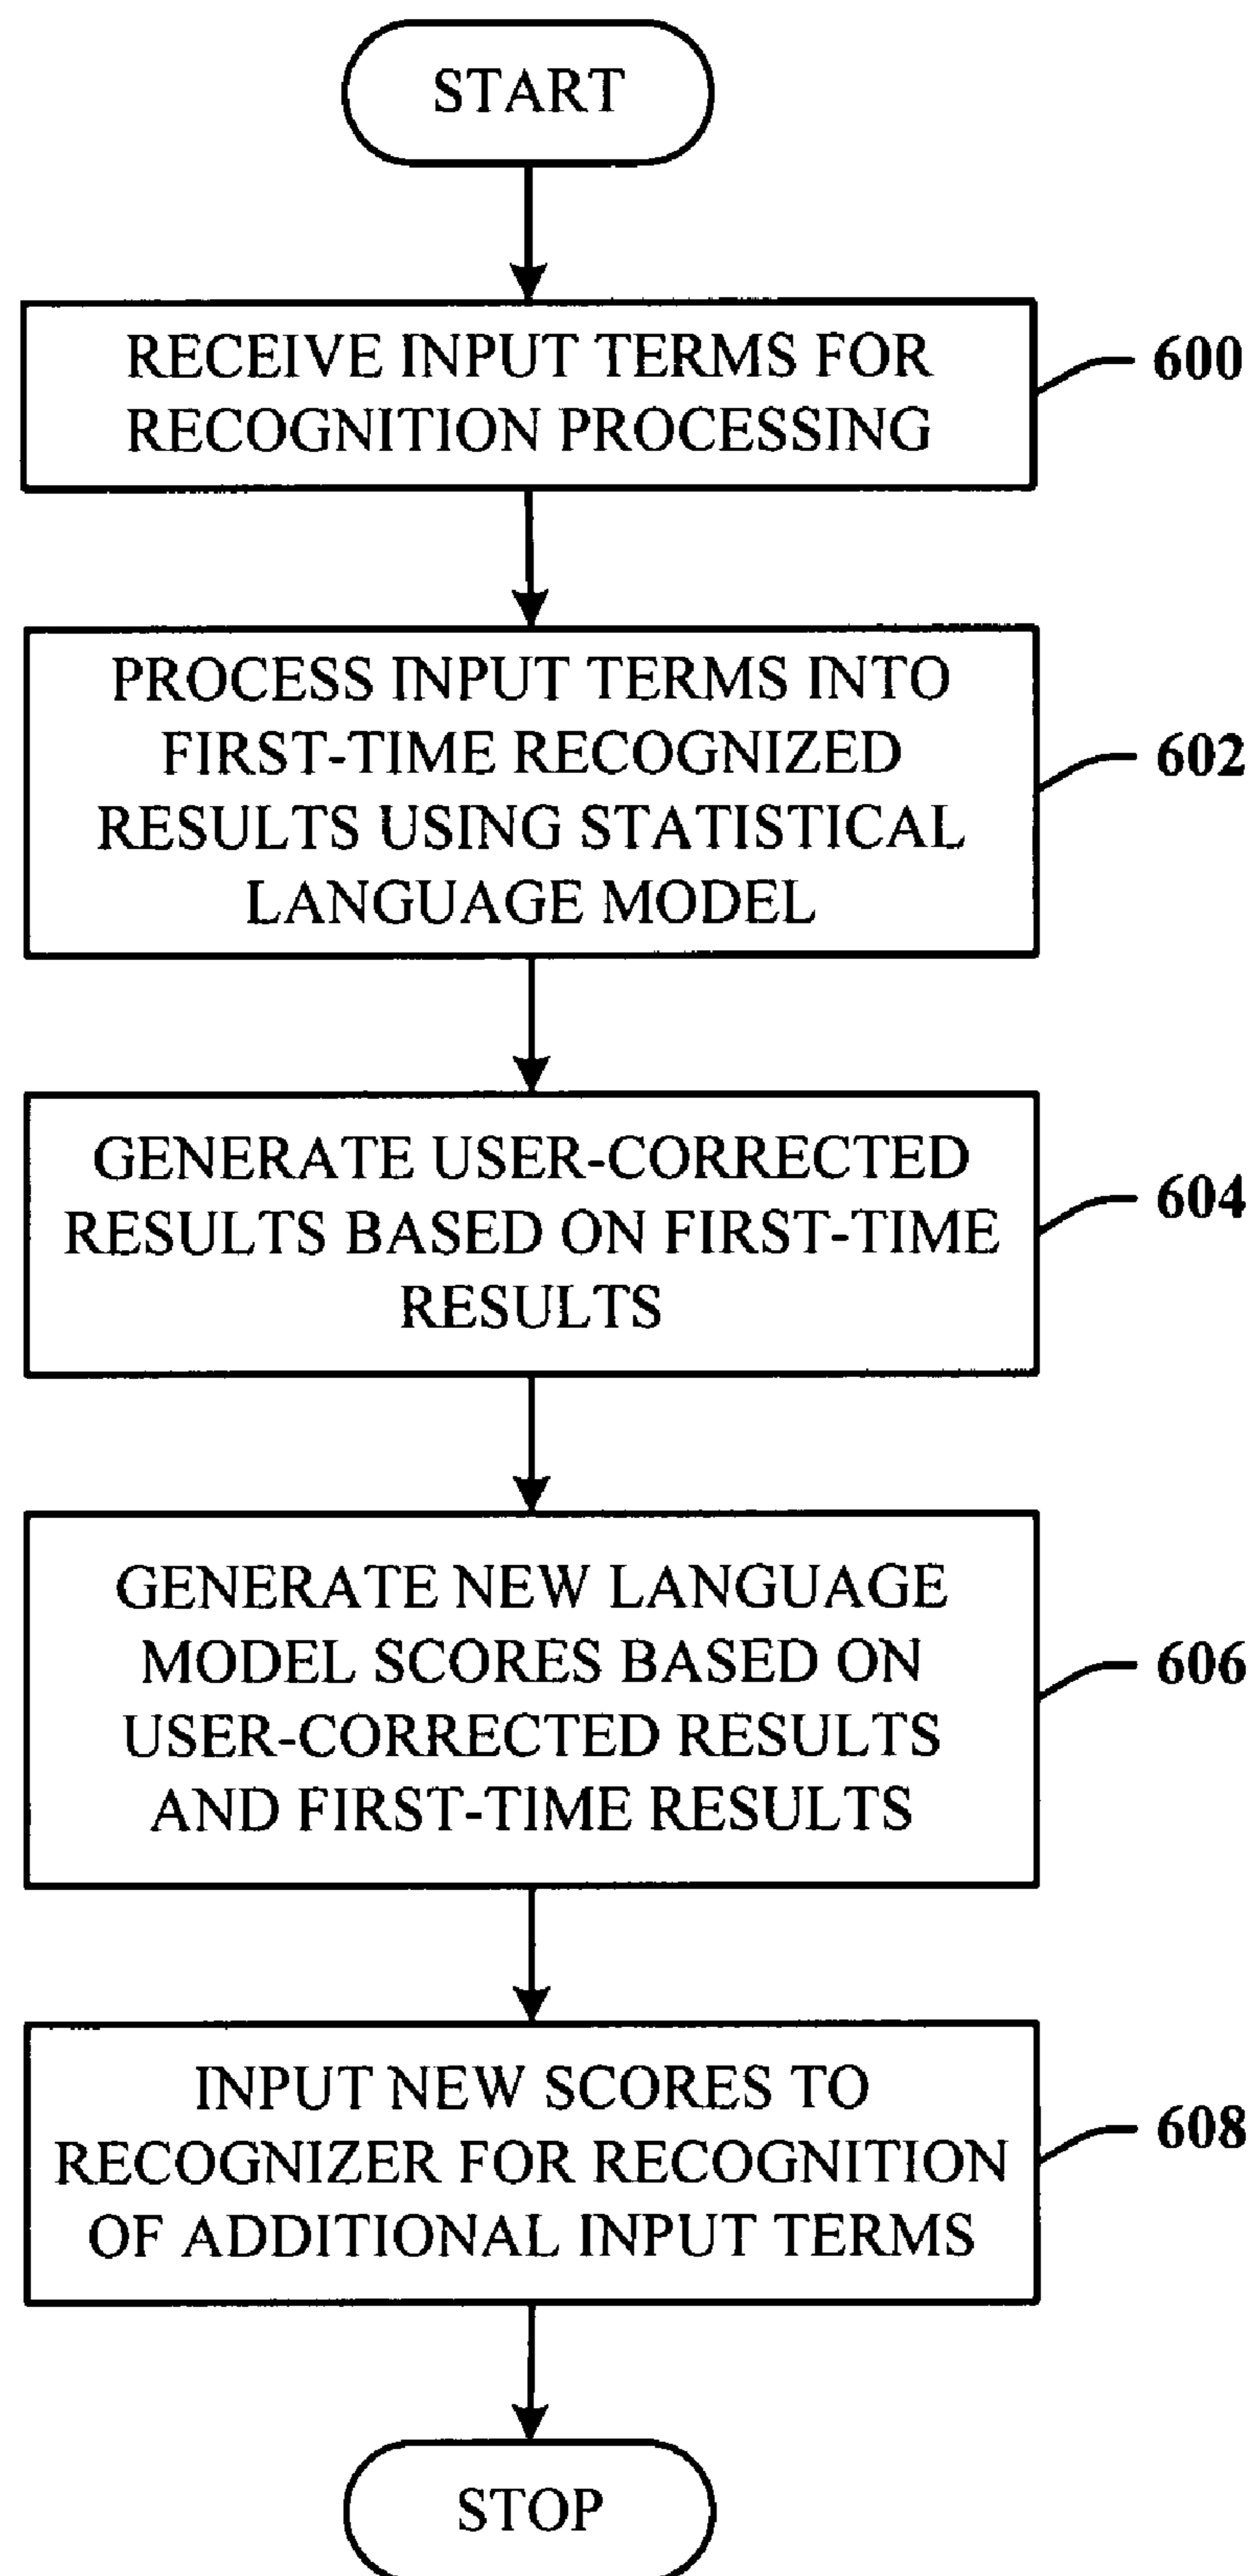 START
RECEIVE INPUT TERMS FOR
RECOGNITION PROCESSING
600
PROCESS INPUT TERMS INTO
FIRST-TIME RECOGNIZED
RESULTS USING STATISTICAL
LANGUAGE MODEL
602
GENERATE USER-CORRECTED
RESULTS BASED ON FIRST-TIME
RESULTS
604
GENERATE NEW LANGUAGE
MODEL SCORES BASED ON
USER-CORRECTED RESULTS
AND FIRST-TIME RESULTS
606
INPUT NEW SCORES TO
RECOGNIZER FOR RECOGNITION
OF ADDITIONAL INPUT TERMS
608
STOP